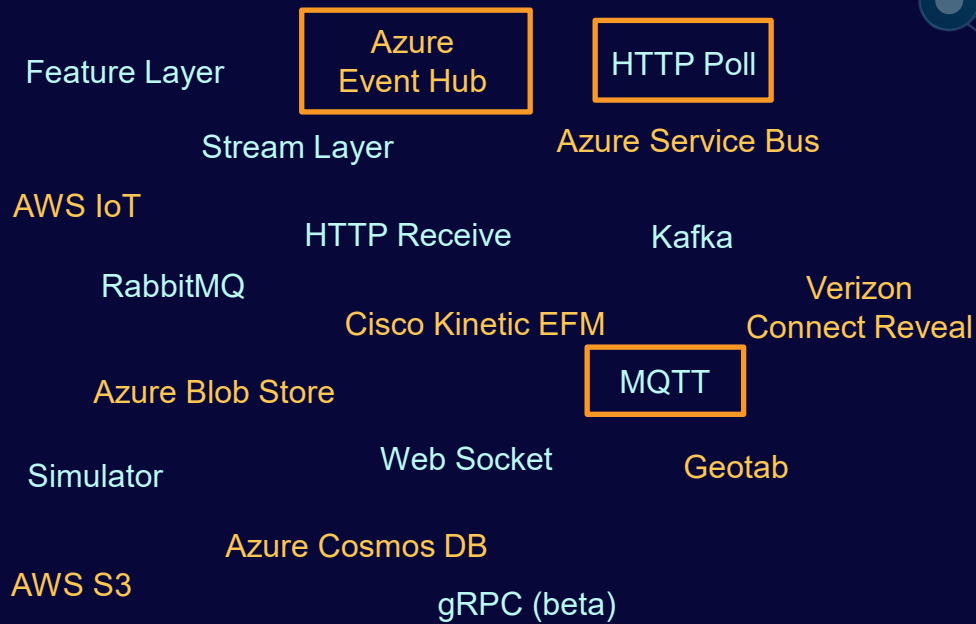 Azure
Event Hub
HTTP Poll
Feature Layer
Stream Layer
Azure Service Bus
AWS IoT
HTTP Receive
Kafka
RabbitMQ
Verizon
Connect Reveal
Cisco Kinetic EFM
MQTT
Azure Blob Store
Web Socket
Geotab
Simulator
Azure Cosmos DB
AWS S3
gRPC (beta)